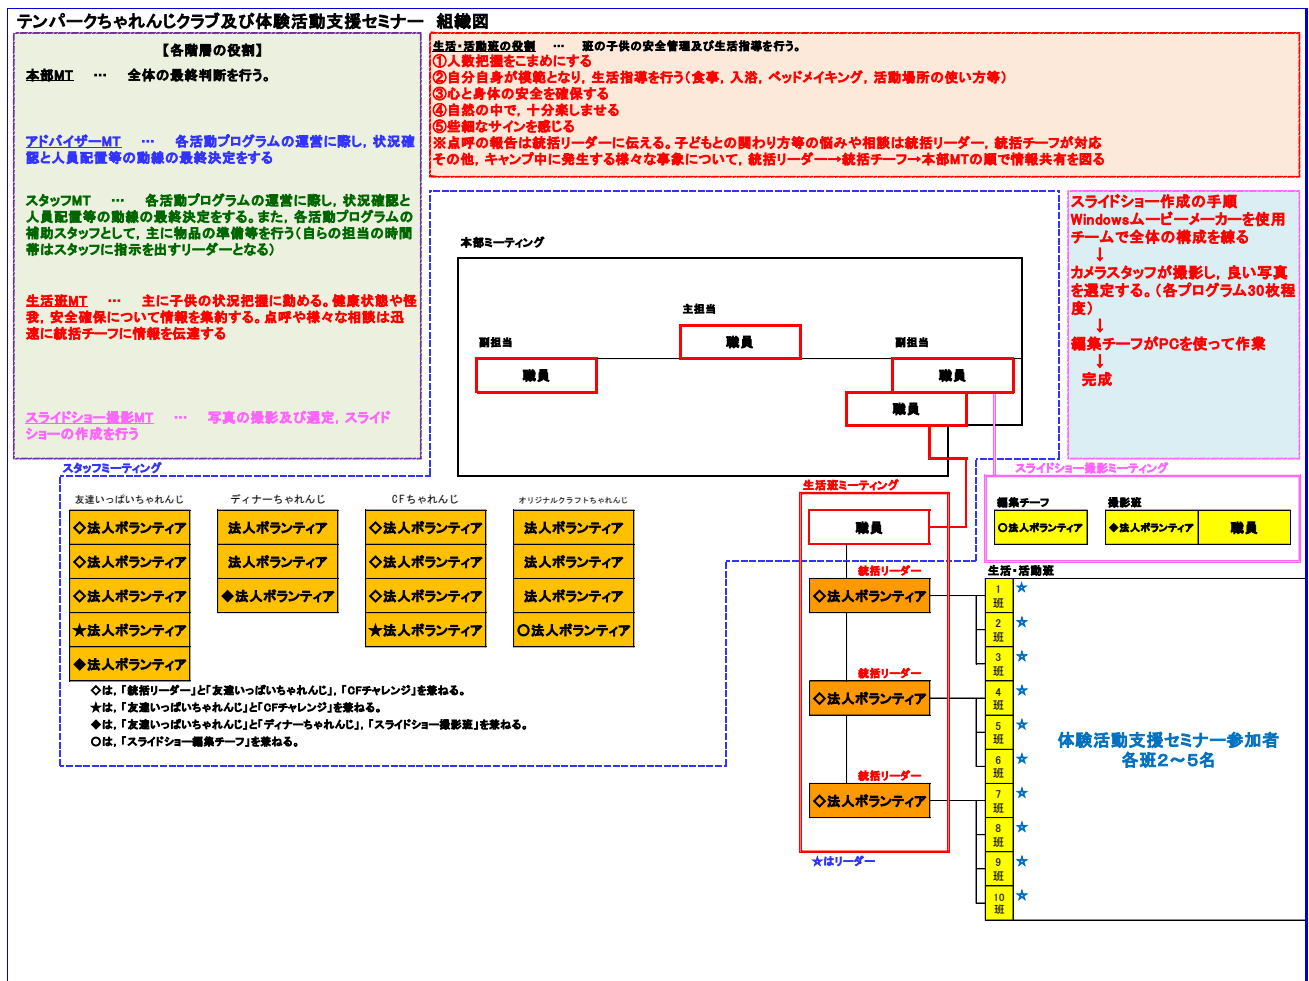 テンパークちゃれんじクラブ及び体験活動支援セミナー　組織図
【各階層の役割】
本部MT　…　全体の最終判断を行う。
アドバイザーMT　…　各活動プログラムの運営に際し，状況確
認と人員配置等の動線の最終決定をする
スタッフMT　…　各活動プログラムの運営に際し，状況確認と
人員配置等の動線の最終決定をする。また，各活動プログラムの
補助スタッフとして，主に物品の準備等を行う（自らの担当の時間
帯はスタッフに指示を出すリーダーとなる）
生活班MT　…　主に子供の状況把握に勤める。健康状態や怪
我，安全確保について情報を集約する。点呼や様々な相談は迅
速に統括チーフに情報を伝達する
スライドショー撮影MT　…　写真の撮影及び選定，スライド
ショーの作成を行う
生活・活動班の役割　…　班の子供の安全管理及び生活指導を行う。
①人数把握をこまめにする
②自分自身が模範となり，生活指導を行う（食事，入浴，ベッドメイキング，活動場所の使い方等）
③心と身体の安全を確保する
④自然の中で，十分楽しませる
⑤些細なサインを感じる
※点呼の報告は統括リーダーに伝える。子どもとの関わり方等の悩みや相談は統括リーダー，統括チーフが対応
その他，キャンプ中に発生する様々な事象について，統括リーダー→統括チーフ→本部MTの順で情報共有を図る
スライドショー作成の手順
Windowsムービーメーカーを使用
チームで全体の構成を練る
↓
カメラスタッフが撮影し，良い写真
を選定する。（各プログラム30枚程
度）
↓
編集チーフがPCを使って作業
↓
完成
本部ミーティング
主担当
職員
副担当
職員
副担当
職員
職員
スタッフミーティング
友達いっぱいちゃれんじ
◇法人ボランティア
◇法人ボランティア
◇法人ボランティア
★法人ボランティア
◆法人ボランティア
ディナーちゃれんじ
法人ボランティア
法人ボランティア
◆法人ボランティア
CFちゃれんじ
◇法人ボランティア
◇法人ボランティア
◇法人ボランティア
★法人ボランティア
オリジナルクラフトちゃれんじ
法人ボランティア
法人ボランティア
法人ボランティア
○法人ボランティア
◇は，「統括リーダー」と「友達いっぱいちゃれんじ」，「CFチャレンジ」を兼ねる。
★は，「友達いっぱいちゃれんじ」と「CFチャレンジ」を兼ねる。
◆は，「友達いっぱいちゃれんじ」と「ディナーちゃれんじ」，「スライドショー撮影班」を兼ねる。
○は，「スライドショー編集チーフ」を兼ねる。
生活班ミーティング
職員
統括リーダー
◇法人ボランティア
統括リーダー
◇法人ボランティア
統括リーダー
◇法人ボランティア
☆はリーダー
スライドショー撮影ミーティング
編集チーフ
○法人ボランティア
撮影班
◆法人ボランティア
職員
生活・活動班
1班 ☆
2班 ☆
3班 ☆
4班 ☆
5班 ☆
6班 ☆
7班 ☆
8班 ☆
9班 ☆
10班 ☆
体験活動支援セミナー参加者
各班２～５名